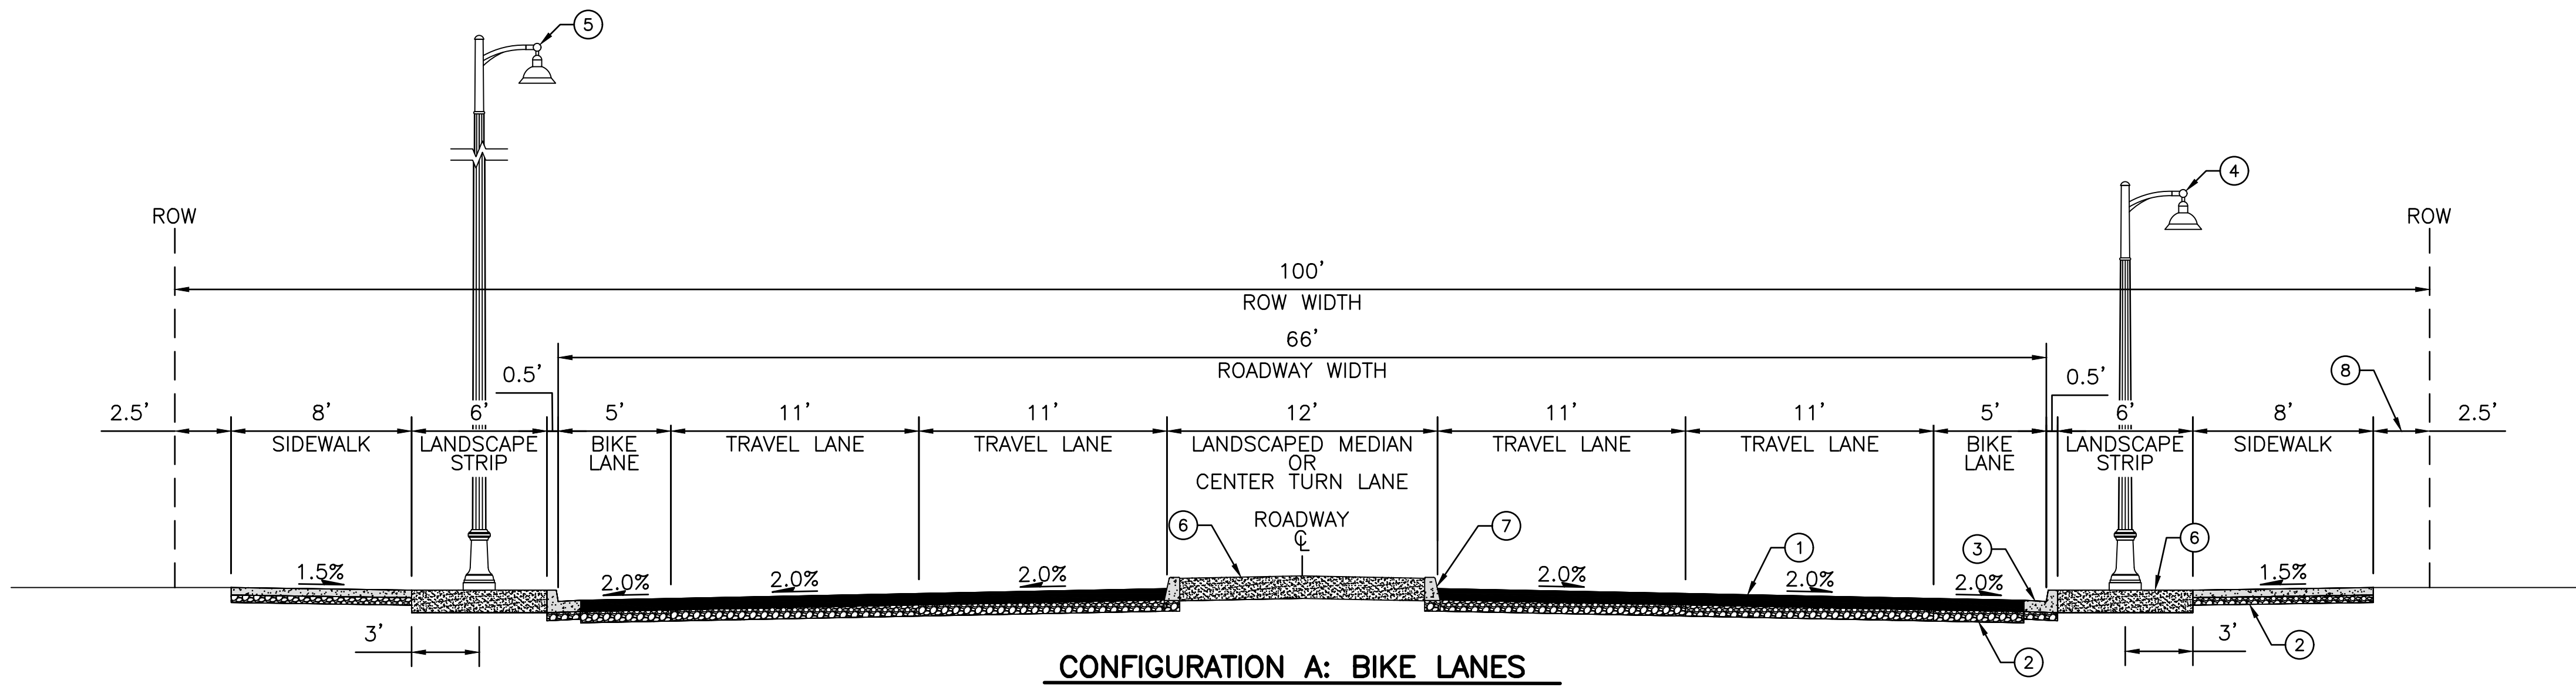 5
4
ROW
ROW
100'
ROW WIDTH
66'
ROADWAY WIDTH
0.5'
0.5'
8
2.5'
8'
6'
5'
11'
11'
12'
11'
11'
5'
6'
8'
2.5'
SIDEWALK
LANDSCAPE
STRIP
BIKE
LANE
TRAVEL LANE
TRAVEL LANE
LANDSCAPED MEDIAN
OR
CENTER TURN LANE
TRAVEL LANE
TRAVEL LANE
BIKE
LANE
LANDSCAPE
STRIP
SIDEWALK
ROADWAY
℄
6
7
1
3
6
1.5%
2.0%
2.0%
2.0%
2.0%
2.0%
2.0%
1.5%
3'
3'
2
2
CONFIGURATION A: BIKE LANES